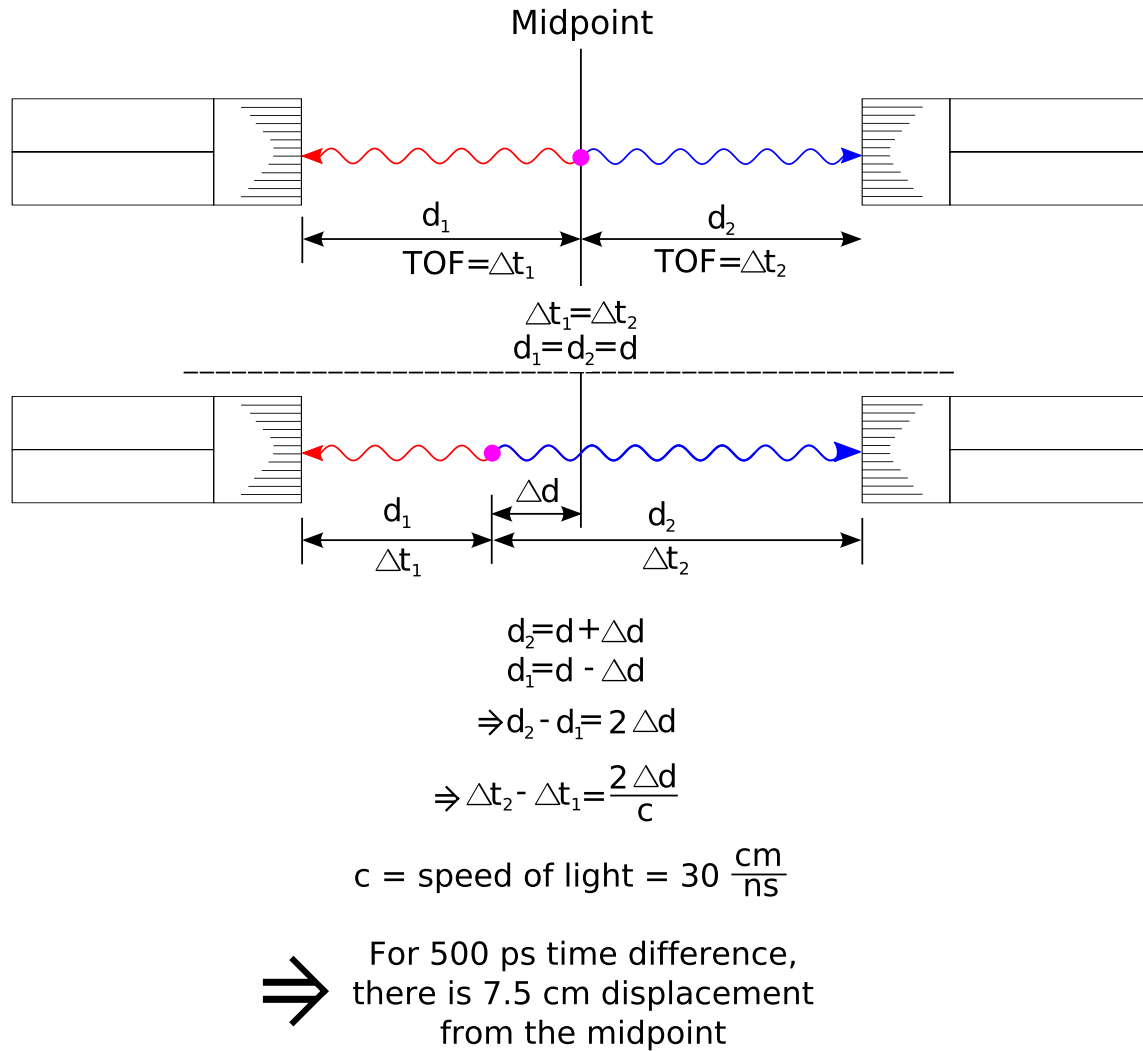 Midpoint
d₁ d₂
TOF=△t₁ TOF=△t₂
△t₁=△t₂
d₁=d₂=d
△d
d₁ d₂
△t₁ △t₂
d₂=d+△d
d₁=d - △d
⇒d₂- d₁= 2 △d
⇒ △t₂- △t₁= 2 △d / c
c = speed of light = 30 cm / ns
⇒ For 500 ps time difference,
there is 7.5 cm displacement
from the midpoint